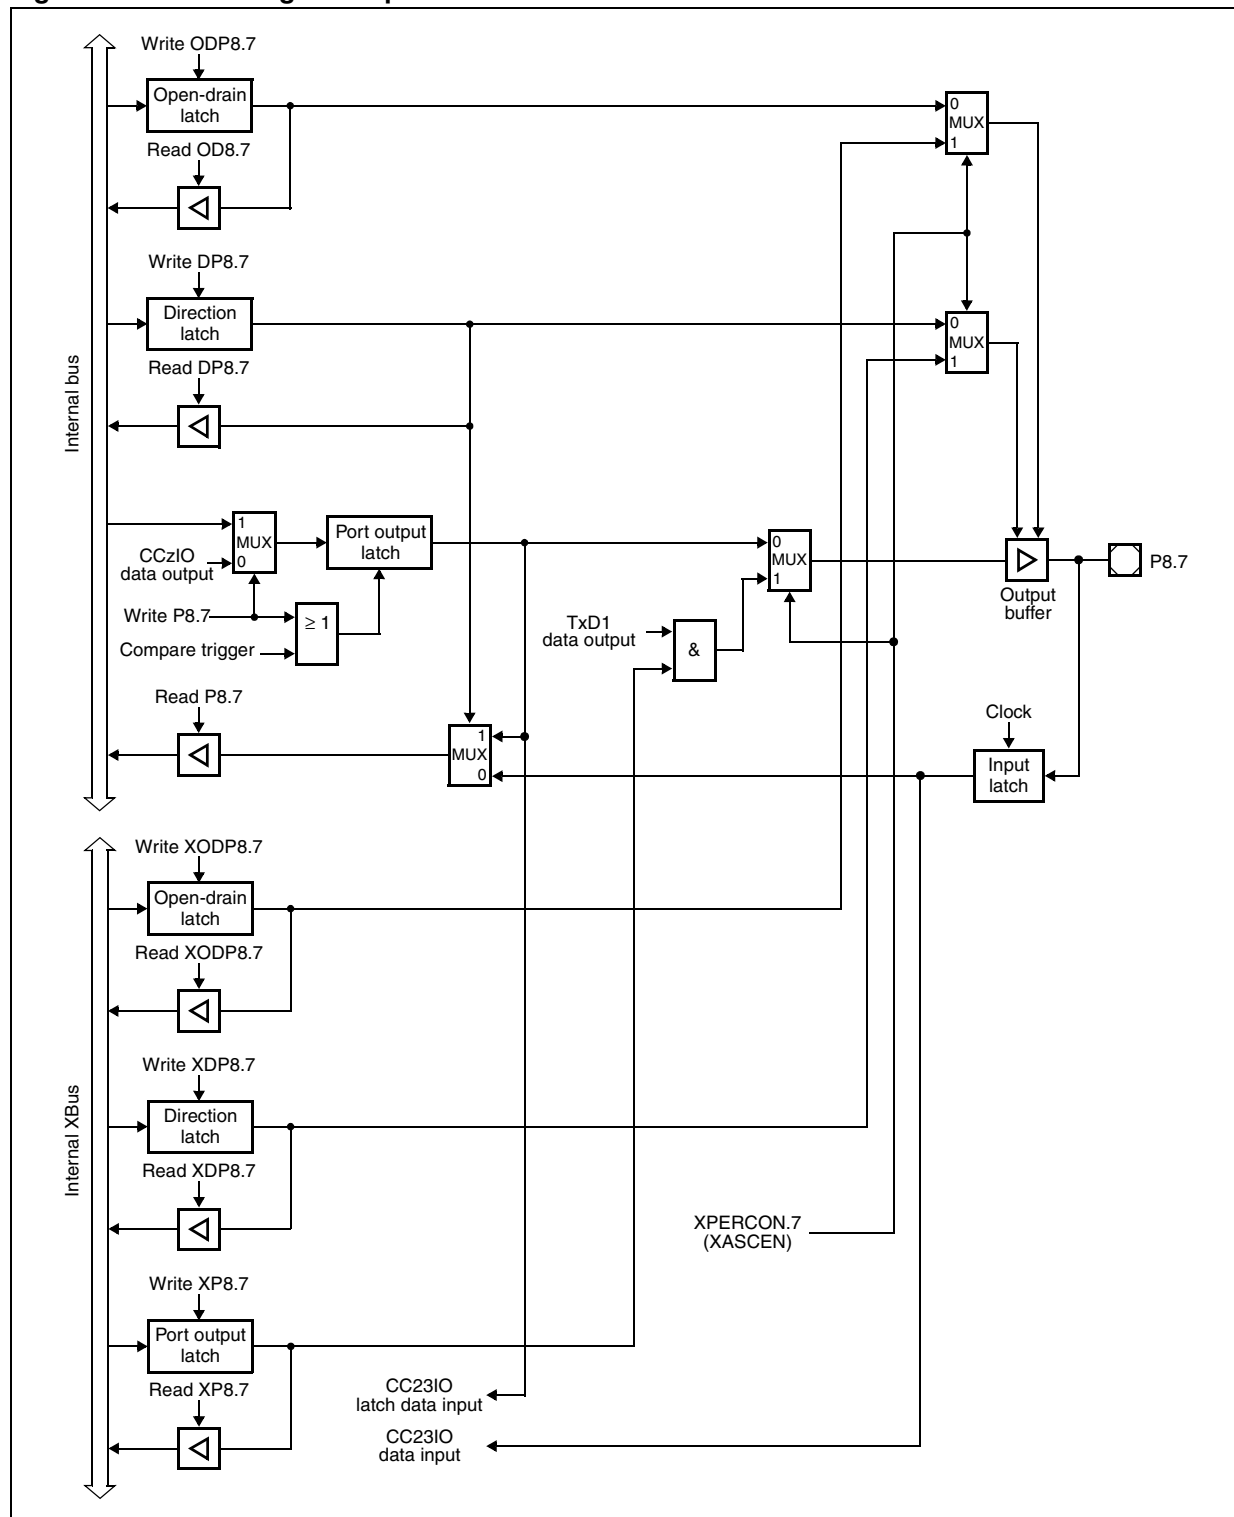 Write ODP8.7
Open-drain
latch
Read OD8.7
0
MUX
1
Write DP8.7
Direction
latch
Read DP8.7
0
MUX
1
Internal bus
1
MUX
0
CCzIO
data output
Port output
latch
Write P8.7
≥ 1
Compare trigger
0
MUX
1
TxD1
data output
&
Output
buffer
P8.7
Read P8.7
1
MUX
0
Clock
Input
latch
Write XODP8.7
Open-drain
latch
Read XODP8.7
Write XDP8.7
Direction
latch
Read XDP8.7
Internal XBus
XPERCON.7
(XASCEN)
Write XP8.7
Port output
latch
Read XP8.7
CC23IO
latch data input
CC23IO
data input